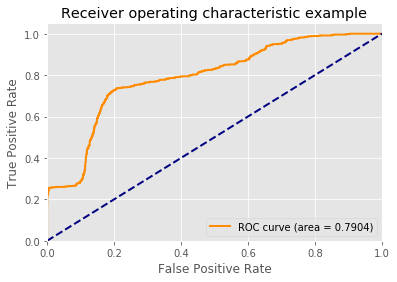 Receiver operating characteristic example
True Positive Rate
1.0
0.8
0.6
0.4
0.2
0.0
ROC curve (area = 0.7904)
0.0 0.2 0.4 0.6 0.8 1.0
False Positive Rate